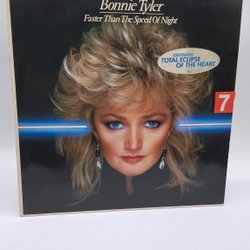 Bonnie Tyler
Faster Than The Speed Of Night
contains
TOTAL ECLIPSE
OF THE HEART
7